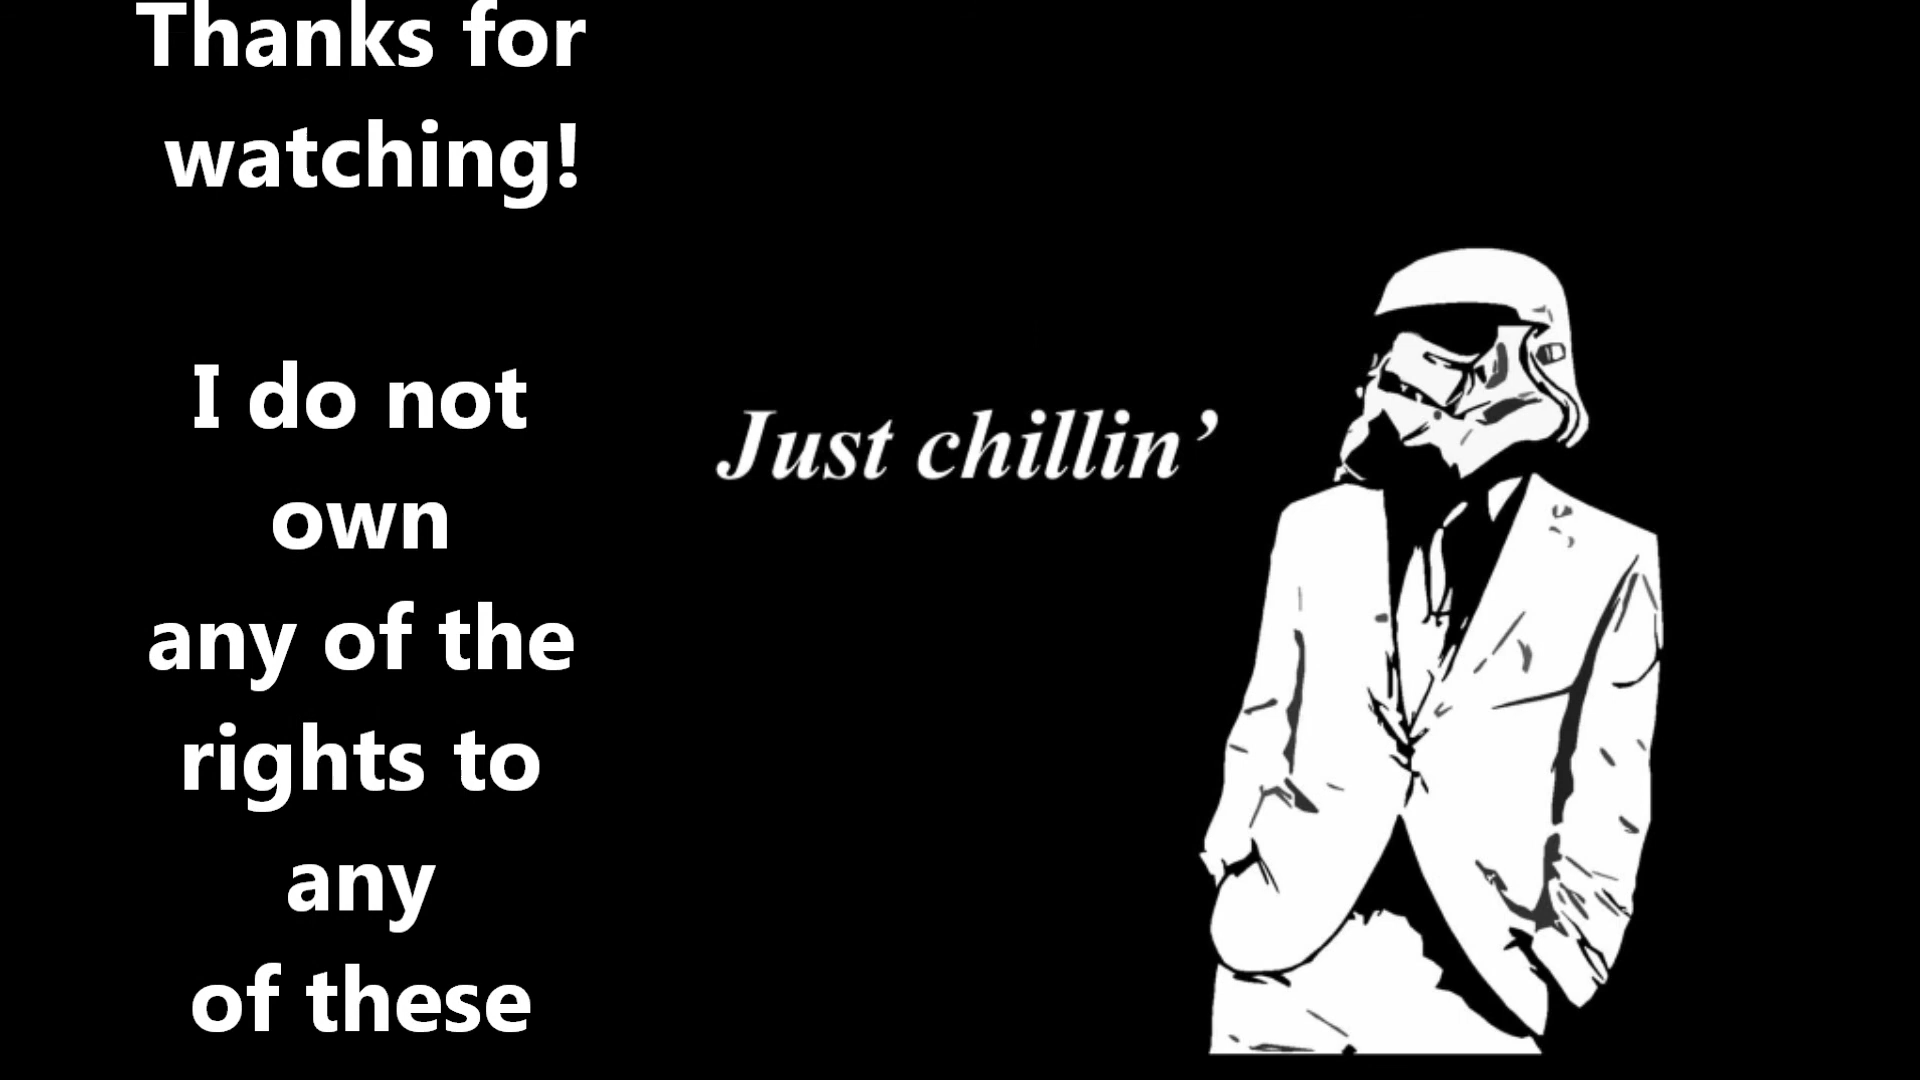 Thanks for
watching!
I do not
own
any of the
rights to
any
of these
Just chillin’